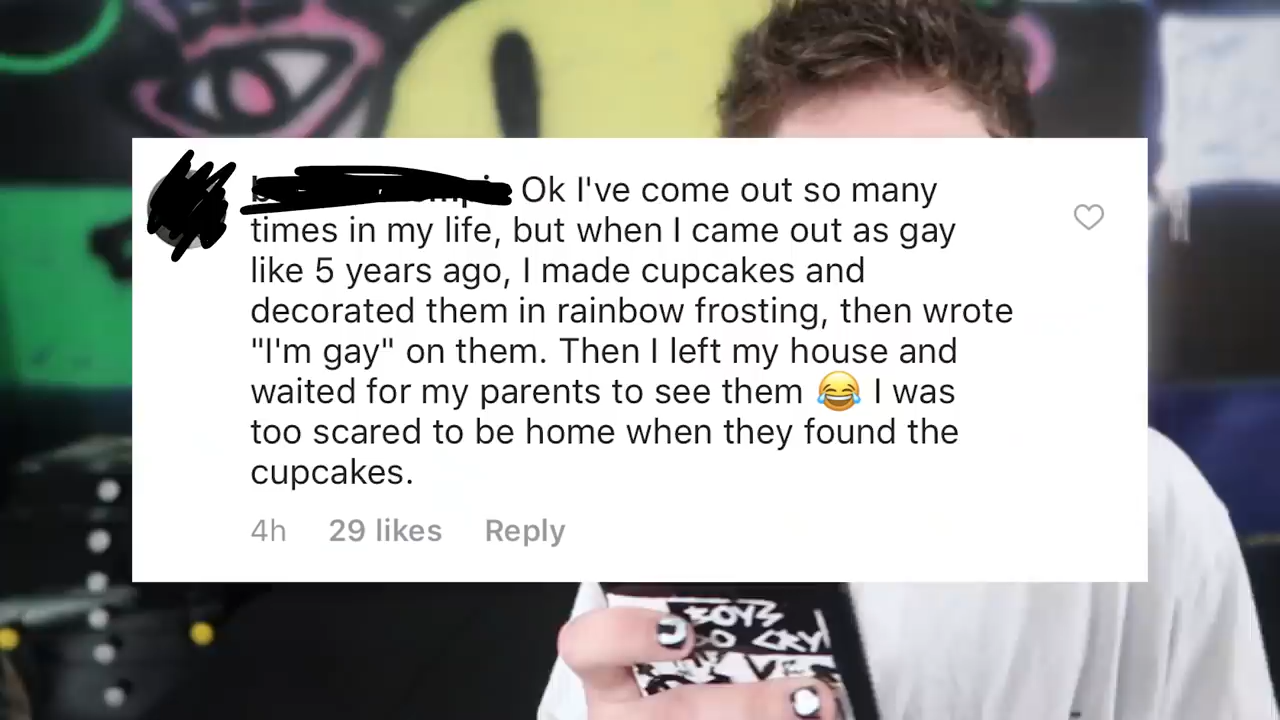 Ok I've come out so many
times in my life, but when I came out as gay
like 5 years ago, I made cupcakes and
decorated them in rainbow frosting, then wrote
"I'm gay" on them. Then I left my house and
waited for my parents to see them 😂 I was
too scared to be home when they found the
cupcakes.
4h 29 likes Reply
BOYS
DO CRY